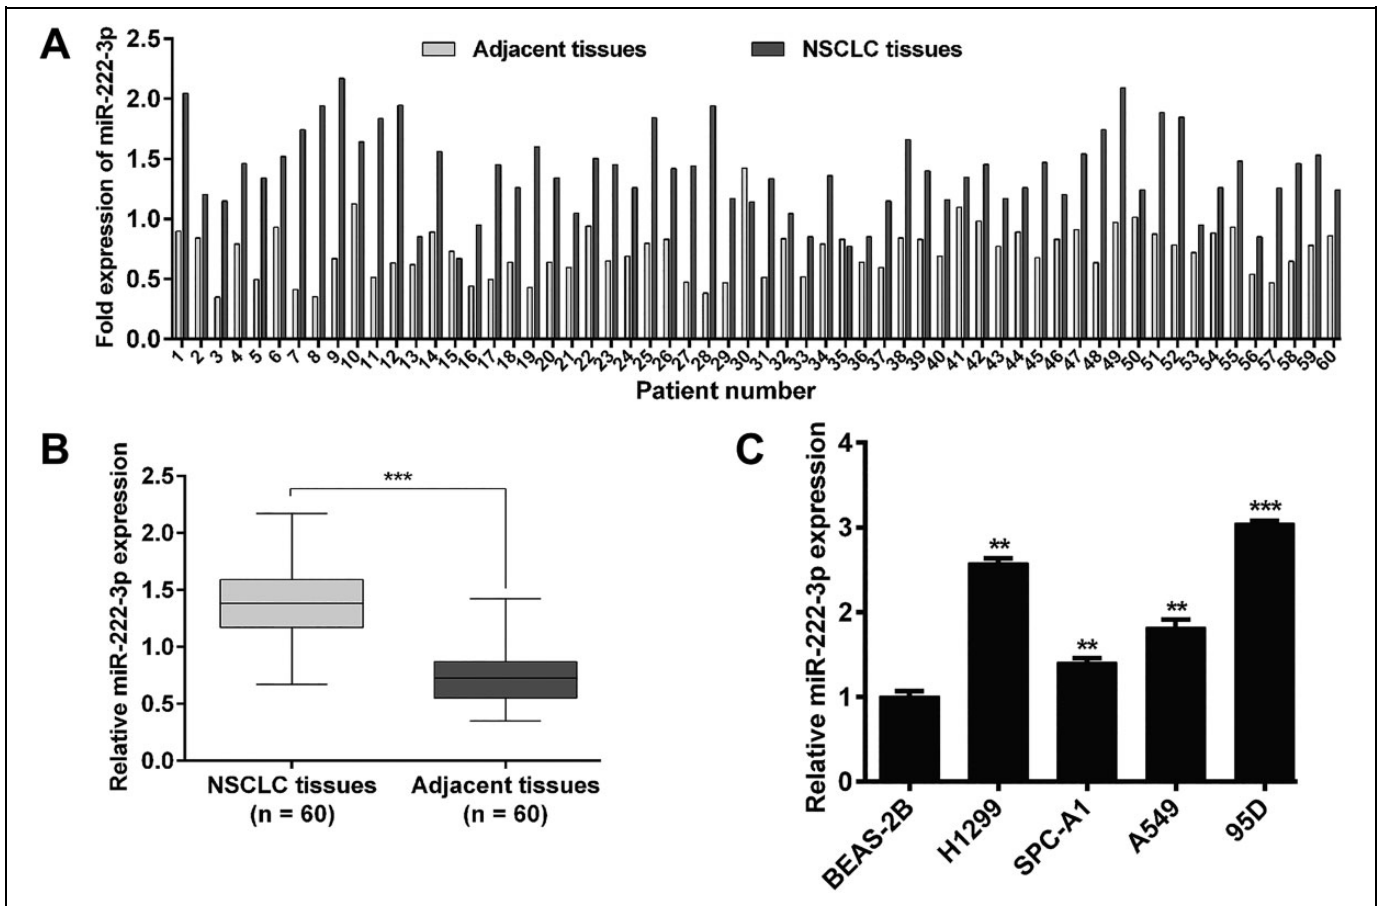 A
Fold expression of miR-222-3p
2.5
2.0
1.5
1.0
0.5
0.0
Adjacent tissues
NSCLC tissues
1 2 3 4 5 6 7 8 9 10 11 12 13 14 15 16 17 18 19 20 21 22 23 24 25 26 27 28 29 30 31 32 33 34 35 36 37 38 39 40 41 42 43 44 45 46 47 48 49 50 51 52 53 54 55 56 57 58 59 60
Patient number
B
Relative miR-222-3p expression
2.5
2.0
1.5
1.0
0.5
0.0
***
NSCLC tissues
(n = 60)
Adjacent tissues
(n = 60)
C
Relative miR-222-3p expression
4
3
2
1
0
**
**
**
***
BEAS-2B
H1299
SPC-A1
A549
95D